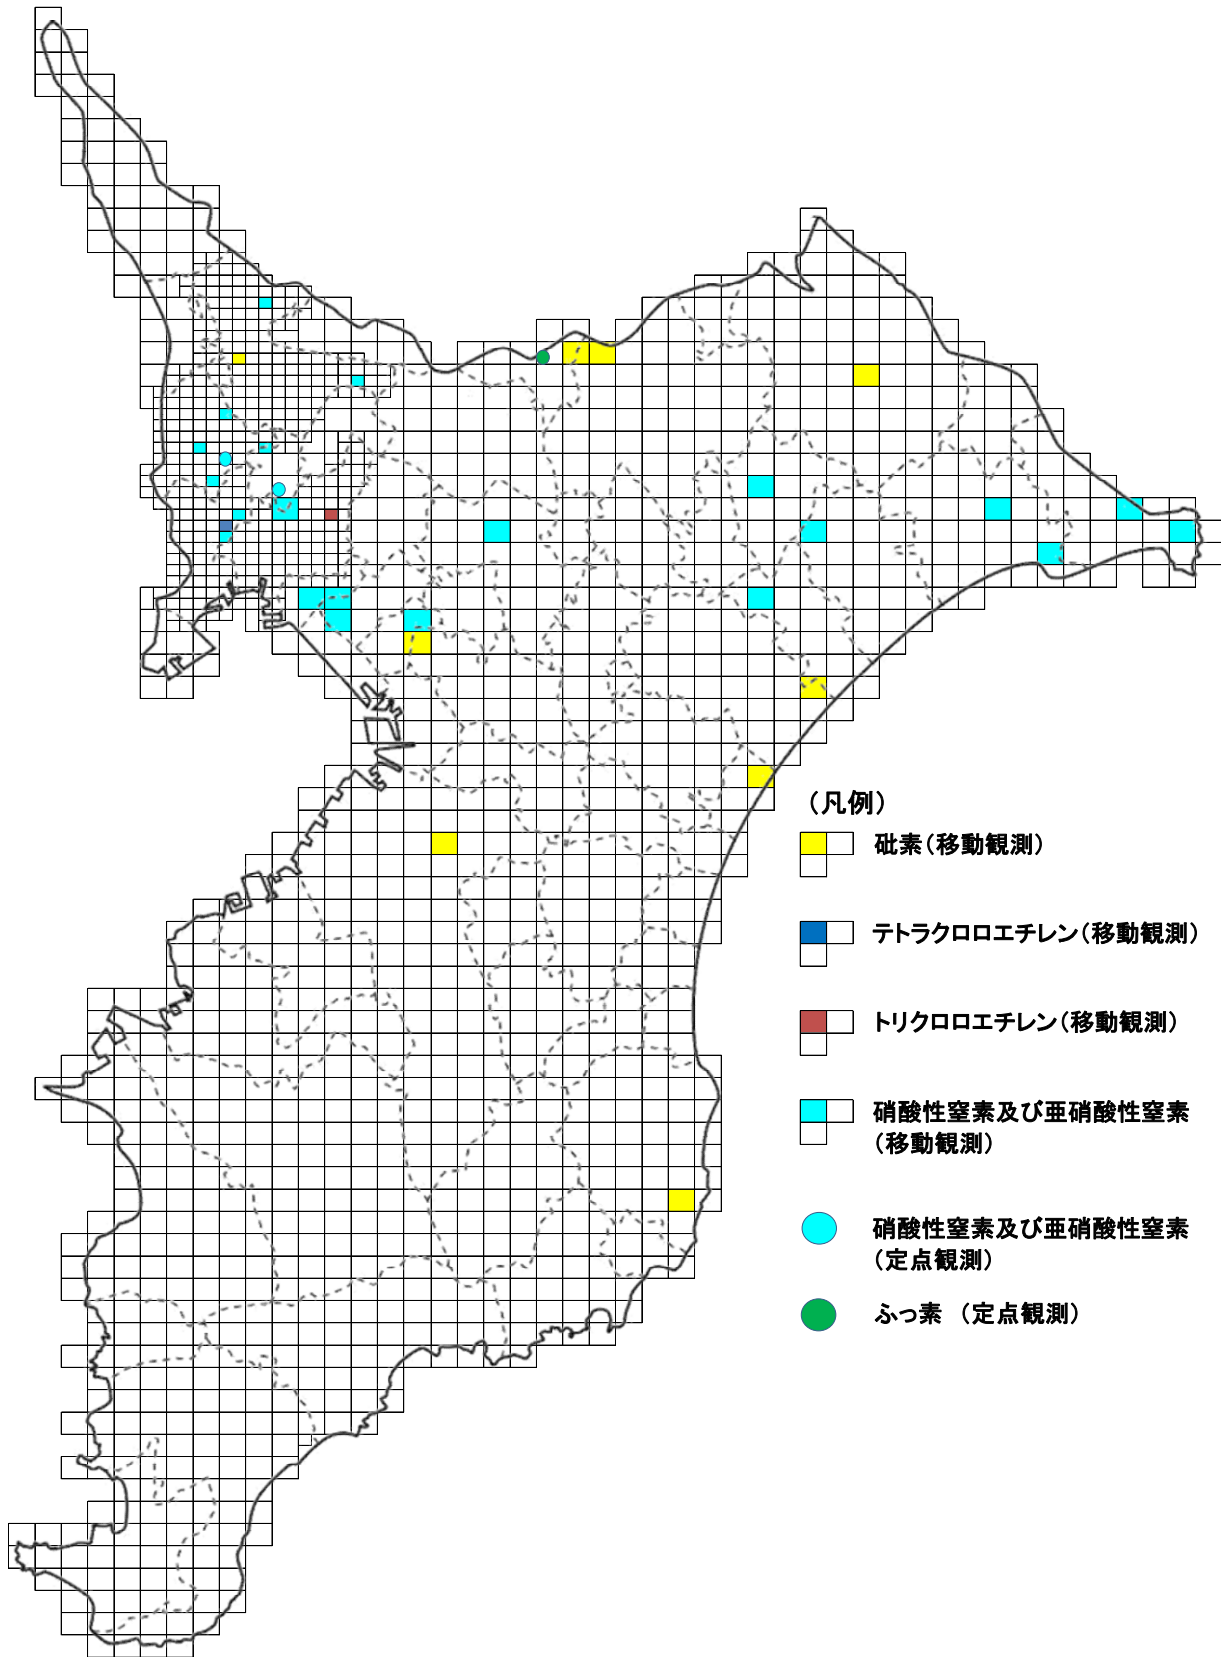 （凡例）
砒素（移動観測）
テトラクロロエチレン（移動観測）
トリクロロエチレン（移動観測）
硝酸性窒素及び亜硝酸性窒素
（移動観測）
硝酸性窒素及び亜硝酸性窒素
（定点観測）
ふっ素　（定点観測）